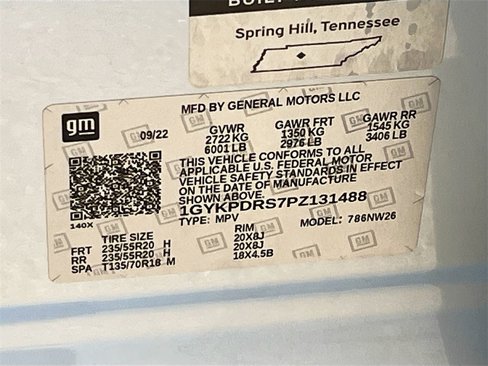 Spring Hill, Tennessee
gm
MFD BY GENERAL MOTORS LLC
09/22
GVWR GAWR FRT GAWR RR
2722 KG 1350 KG 1545 KG
6001 LB 2976 LB 3406 LB
THIS VEHICLE CONFORMS TO ALL
APPLICABLE U.S. FEDERAL MOTOR
VEHICLE SAFETY STANDARDS IN EFFECT
ON THE DATE OF MANUFACTURE
SHOWN ABOVE.
1GYKPDRS7PZ131488
140X
TYPE: MPV MODEL: 786NW26
TIRE SIZE RIM
FRT 235/55R20 H 20X8J
RR 235/55R20 H 20X8J
SPA T135/70R18 M 18X4.5B